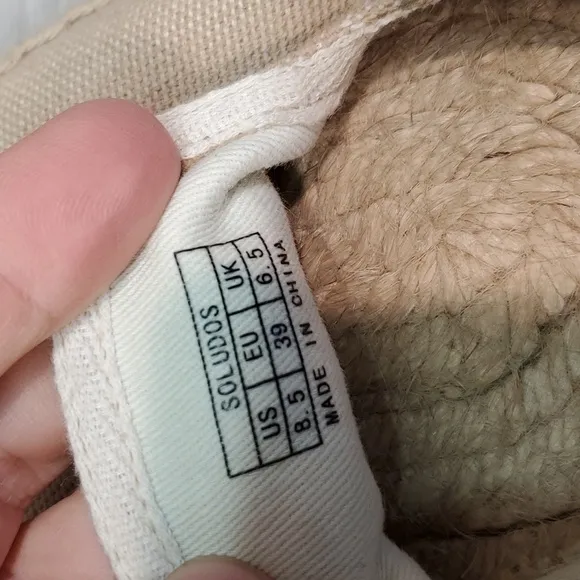 SOLUDOS
US EU UK
8.5 39 6.5
MADE IN CHINA